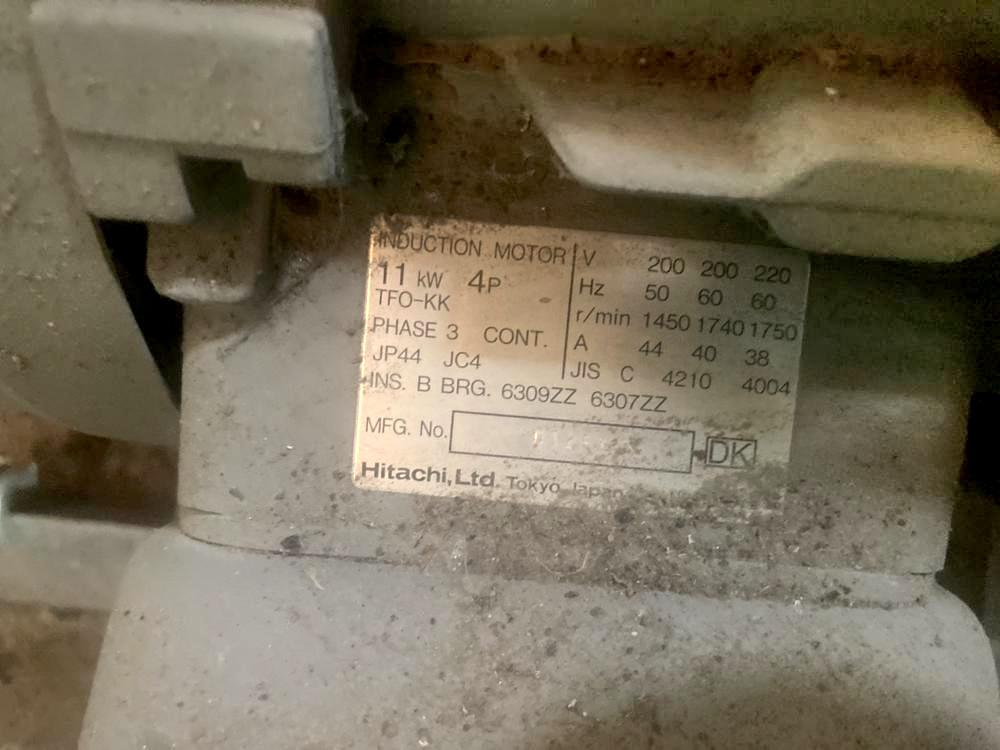 INDUCTION MOTOR
11 kW 4P
TFO-KK
PHASE 3 CONT.
JP44 JC4
V 200 200 220
Hz 50 60 60
r/min 1450 1740 1750
A 44 40 38
JIS C 4210 4004
INS. B BRG. 6309ZZ 6307ZZ
MFG. No.
DK
Hitachi, Ltd. Tokyo Japan